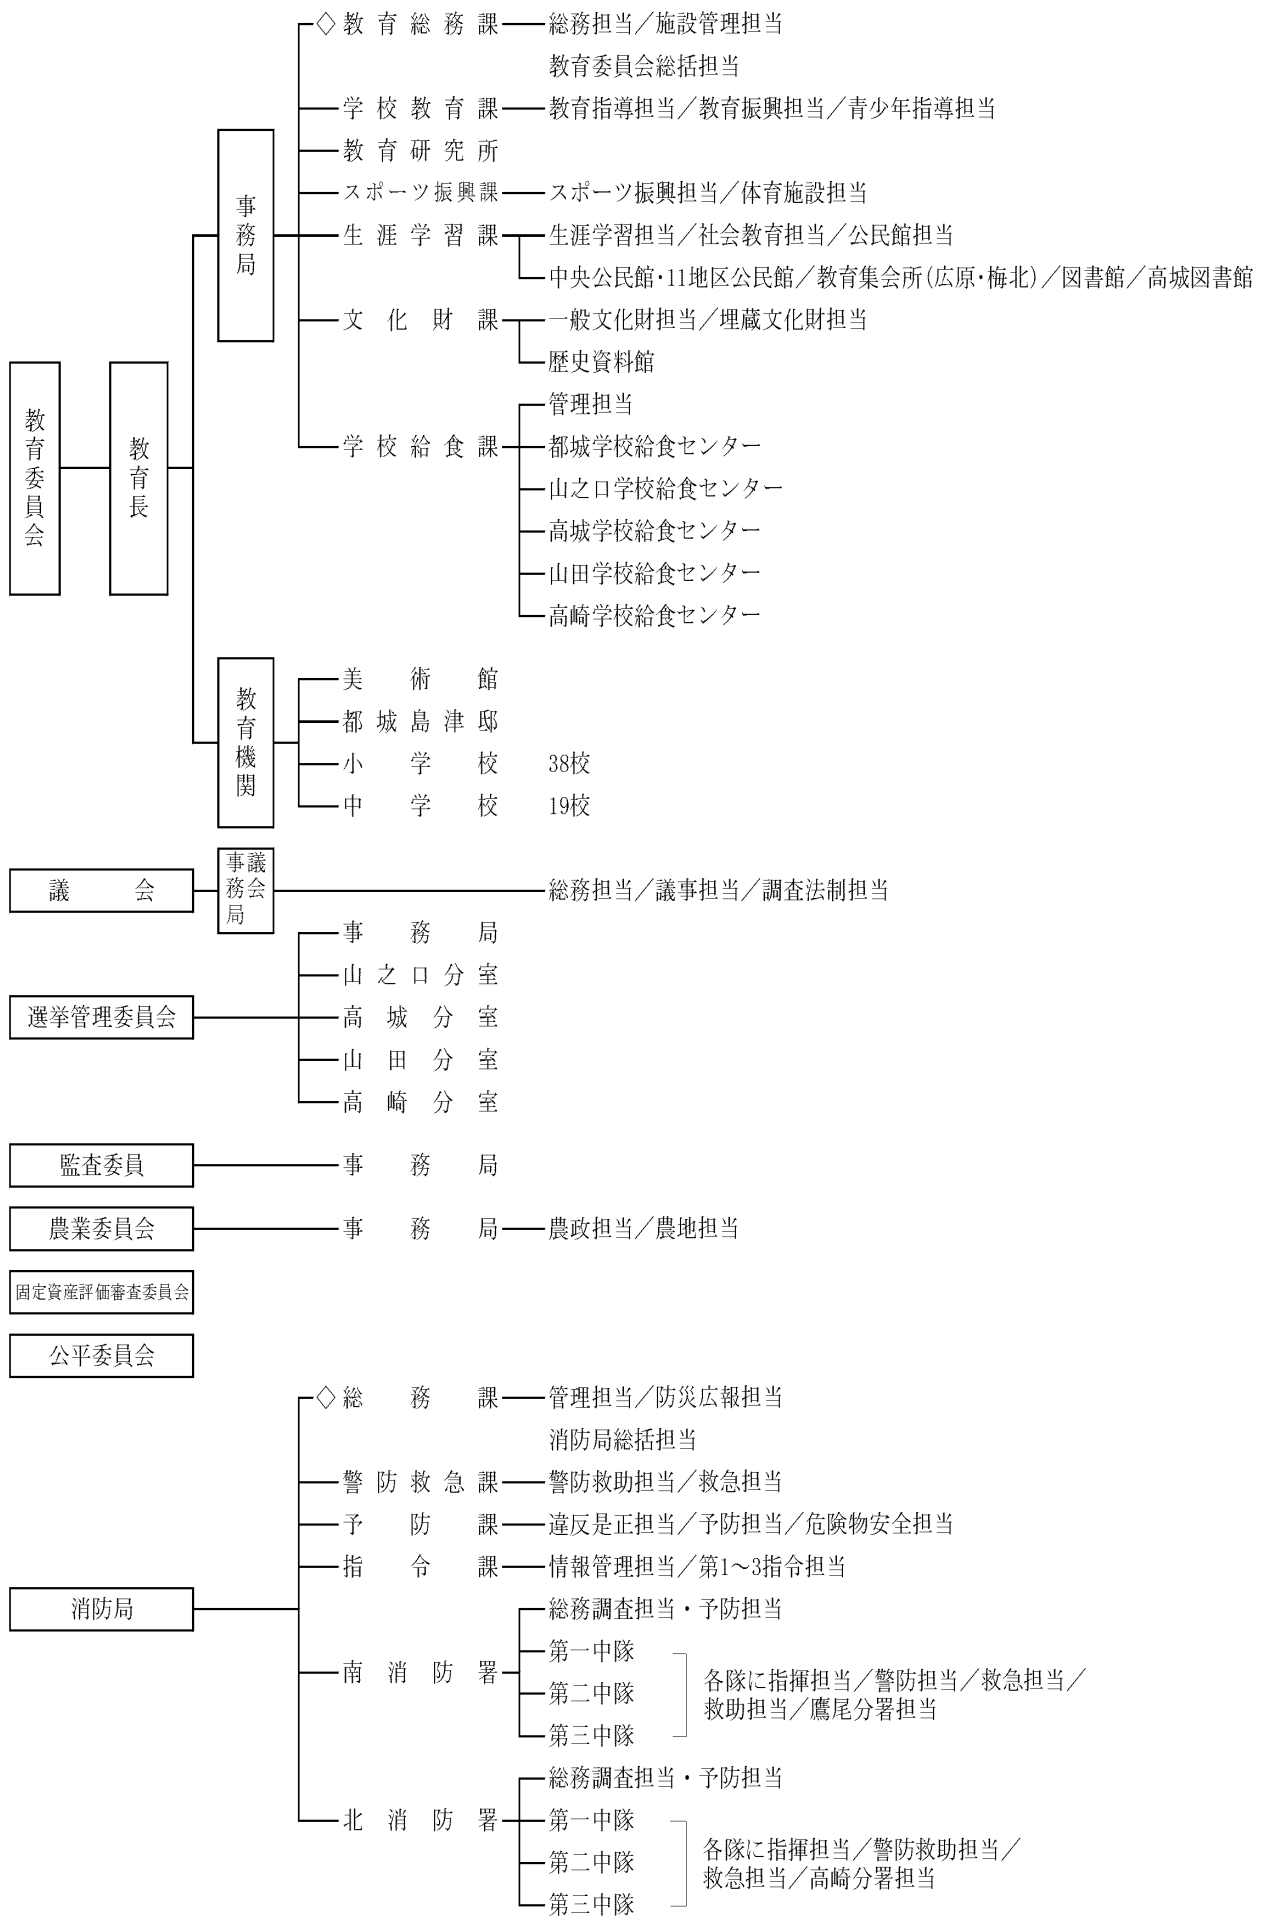 ◇教育総務課 総務担当／施設管理担当
教育委員会総括担当
学校教育課 教育指導担当／教育振興担当／青少年指導担当
教育研究所
スポーツ振興課 スポーツ振興担当／体育施設担当
事務局
生涯学習課 生涯学習担当／社会教育担当／公民館担当
中央公民館・11地区公民館／教育集会所(広原・梅北)／図書館／高城図書館
文化財課 一般文化財担当／埋蔵文化財担当
歴史資料館
教育委員会
教育長
管理担当
学校給食課 都城学校給食センター
山之口学校給食センター
高城学校給食センター
山田学校給食センター
高崎学校給食センター
教育機関
美術館
都城島津邸
小学校 38校
中学校 19校
議会 議会事務局 総務担当／議事担当／調査法制担当
事務局
山之口分室
選挙管理委員会 高城分室
山田分室
高崎分室
監査委員 事務局
農業委員会 事務局 農政担当／農地担当
固定資産評価審査委員会
公平委員会
◇総務課 管理担当／防災広報担当
消防局総括担当
警防救急課 警防救助担当／救急担当
予防課 違反是正担当／予防担当／危険物安全担当
指令課 情報管理担当／第1～3指令担当
消防局 総務調査担当・予防担当
第一中隊
南消防署 各隊に指揮担当／警防担当／救急担当／
第二中隊
救助担当／鷹尾分署担当
第三中隊
総務調査担当・予防担当
北消防署 第一中隊
各隊に指揮担当／警防救助担当／
第二中隊
救急担当／高崎分署担当
第三中隊